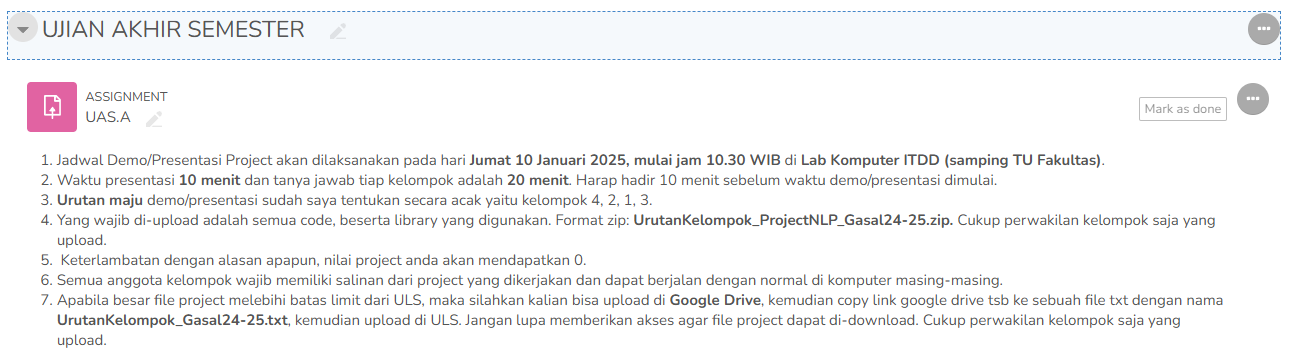 UJIAN AKHIR SEMESTER
ASSIGNMENT
UAS.A
Mark as done
1. Jadwal Demo/Presentasi Project akan dilaksanakan pada hari Jumat 10 Januari 2025, mulai jam 10.30 WIB di Lab Komputer ITDD (samping TU Fakultas).
2. Waktu presentasi 10 menit dan tanya jawab tiap kelompok adalah 20 menit. Harap hadir 10 menit sebelum waktu demo/presentasi dimulai.
3. Urutan maju demo/presentasi sudah saya tentukan secara acak yaitu kelompok 4, 2, 1, 3.
4. Yang wajib di-upload adalah semua code, beserta library yang digunakan. Format zip: UrutanKelompok_ProjectNLP_Gasal24-25.zip. Cukup perwakilan kelompok saja yang
upload.
5. Keterlambatan dengan alasan apapun, nilai project anda akan mendapatkan 0.
6. Semua anggota kelompok wajib memiliki salinan dari project yang dikerjakan dan dapat berjalan dengan normal di komputer masing-masing.
7. Apabila besar file project melebihi batas limit dari ULS, maka silahkan kalian bisa upload di Google Drive, kemudian copy link google drive tsb ke sebuah file txt dengan nama
UrutanKelompok_Gasal24-25.txt, kemudian upload di ULS. Jangan lupa memberikan akses agar file project dapat di-download. Cukup perwakilan kelompok saja yang
upload.